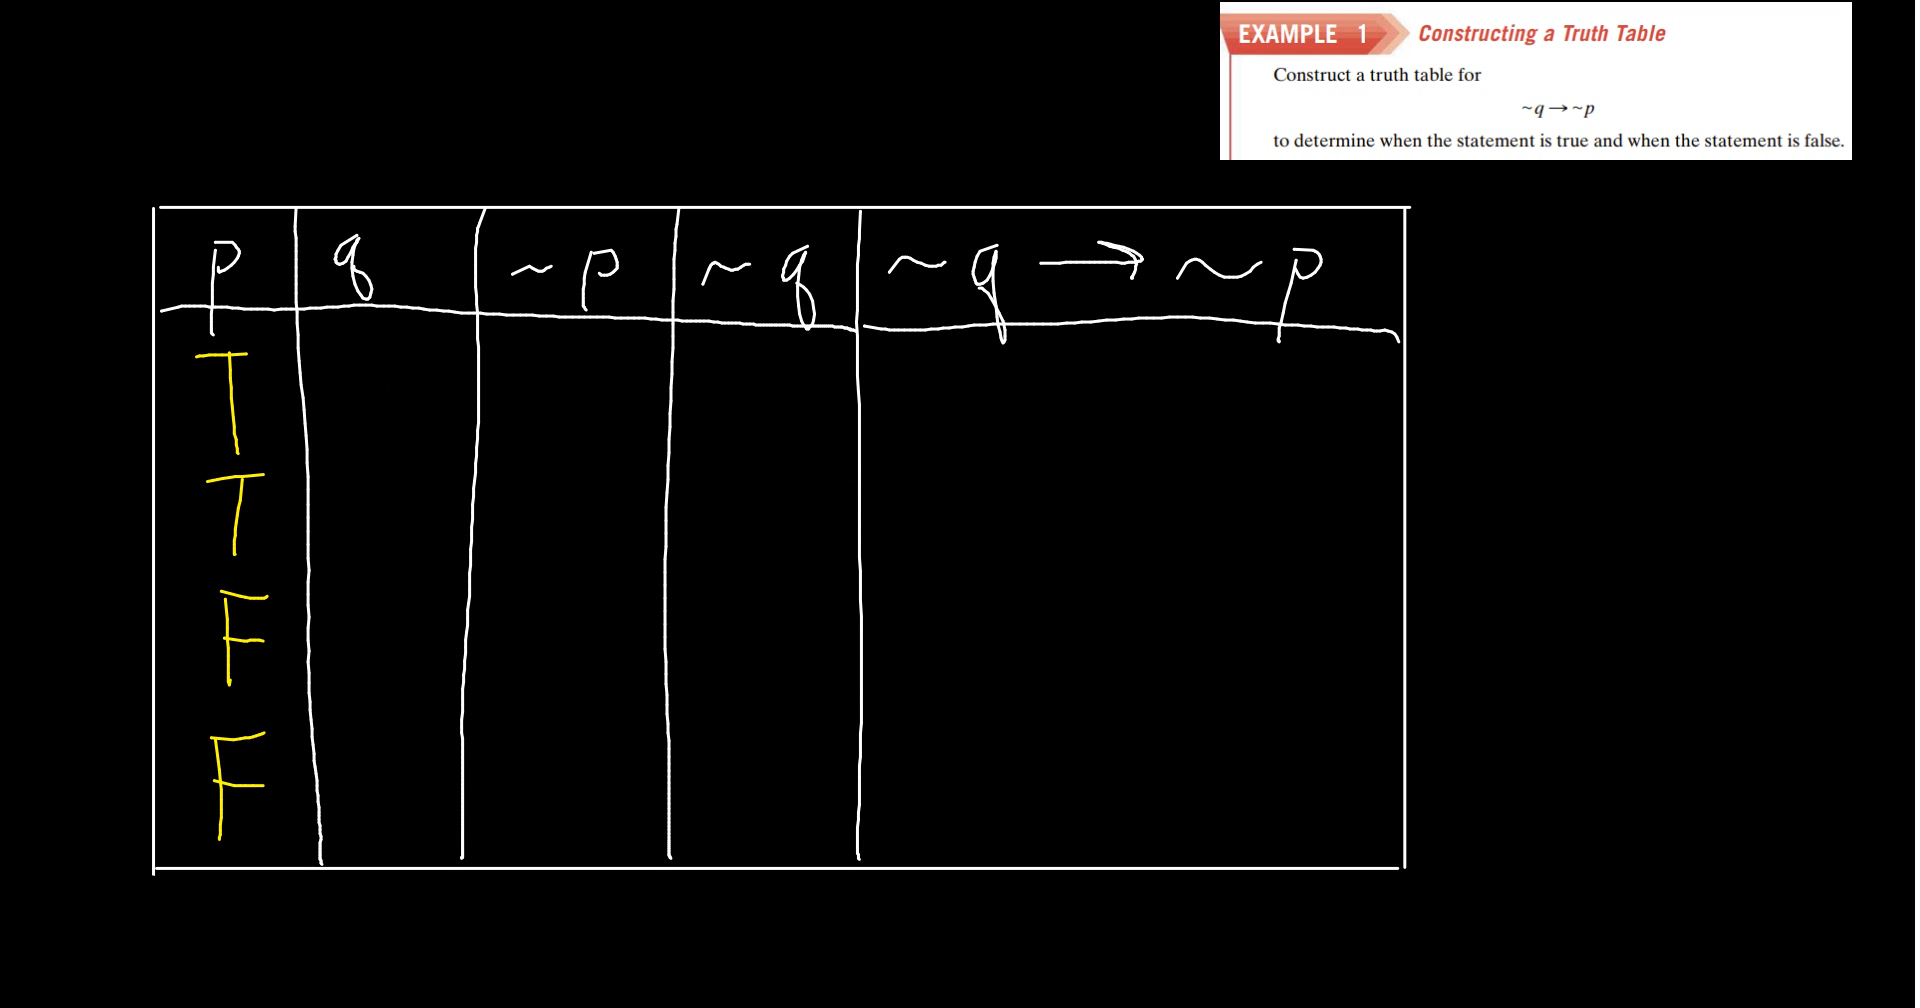 EXAMPLE 1 Constructing a Truth Table
Construct a truth table for
~q → ~p
to determine when the statement is true and when the statement is false.
p q ~p ~q ~q → ~p
T
T
F
F